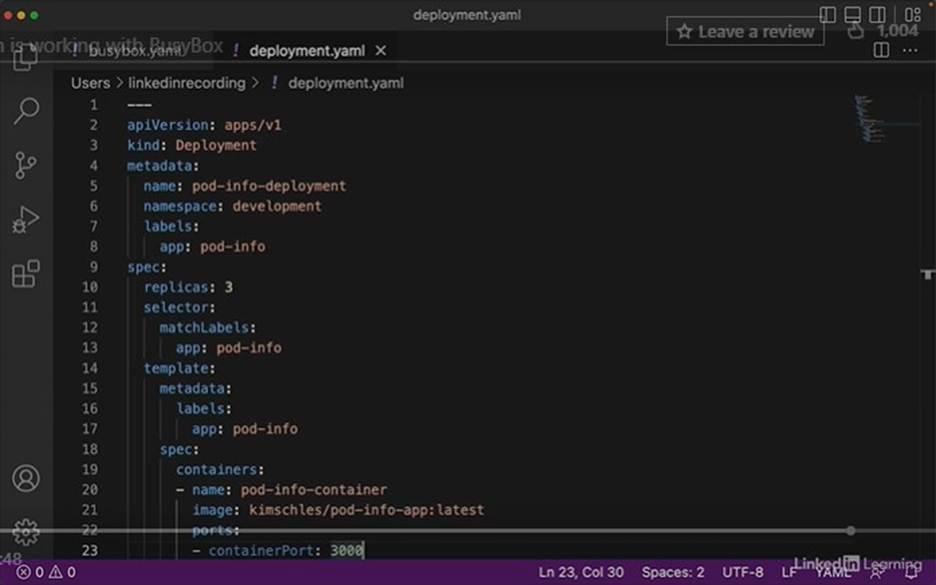 deployment.yaml
Leave a review
1,004
n is working with BusyBox
! busybox.yaml
! deployment.yaml ×
Users > linkedinrecording > ! deployment.yaml
1 ---
2 apiVersion: apps/v1
3 kind: Deployment
4 metadata:
5 name: pod-info-deployment
6 namespace: development
7 labels:
8 app: pod-info
9 spec:
10 replicas: 3
11 selector:
12 matchLabels:
13 app: pod-info
14 template:
15 metadata:
16 labels:
17 app: pod-info
18 spec:
19 containers:
20 - name: pod-info-container
21 image: kimschles/pod-info-app:latest
22 ports:
23 - containerPort: 3000
:48
LinkedIn Learning
0 0 Ln 23, Col 30 Spaces: 2 UTF-8 LF YAML